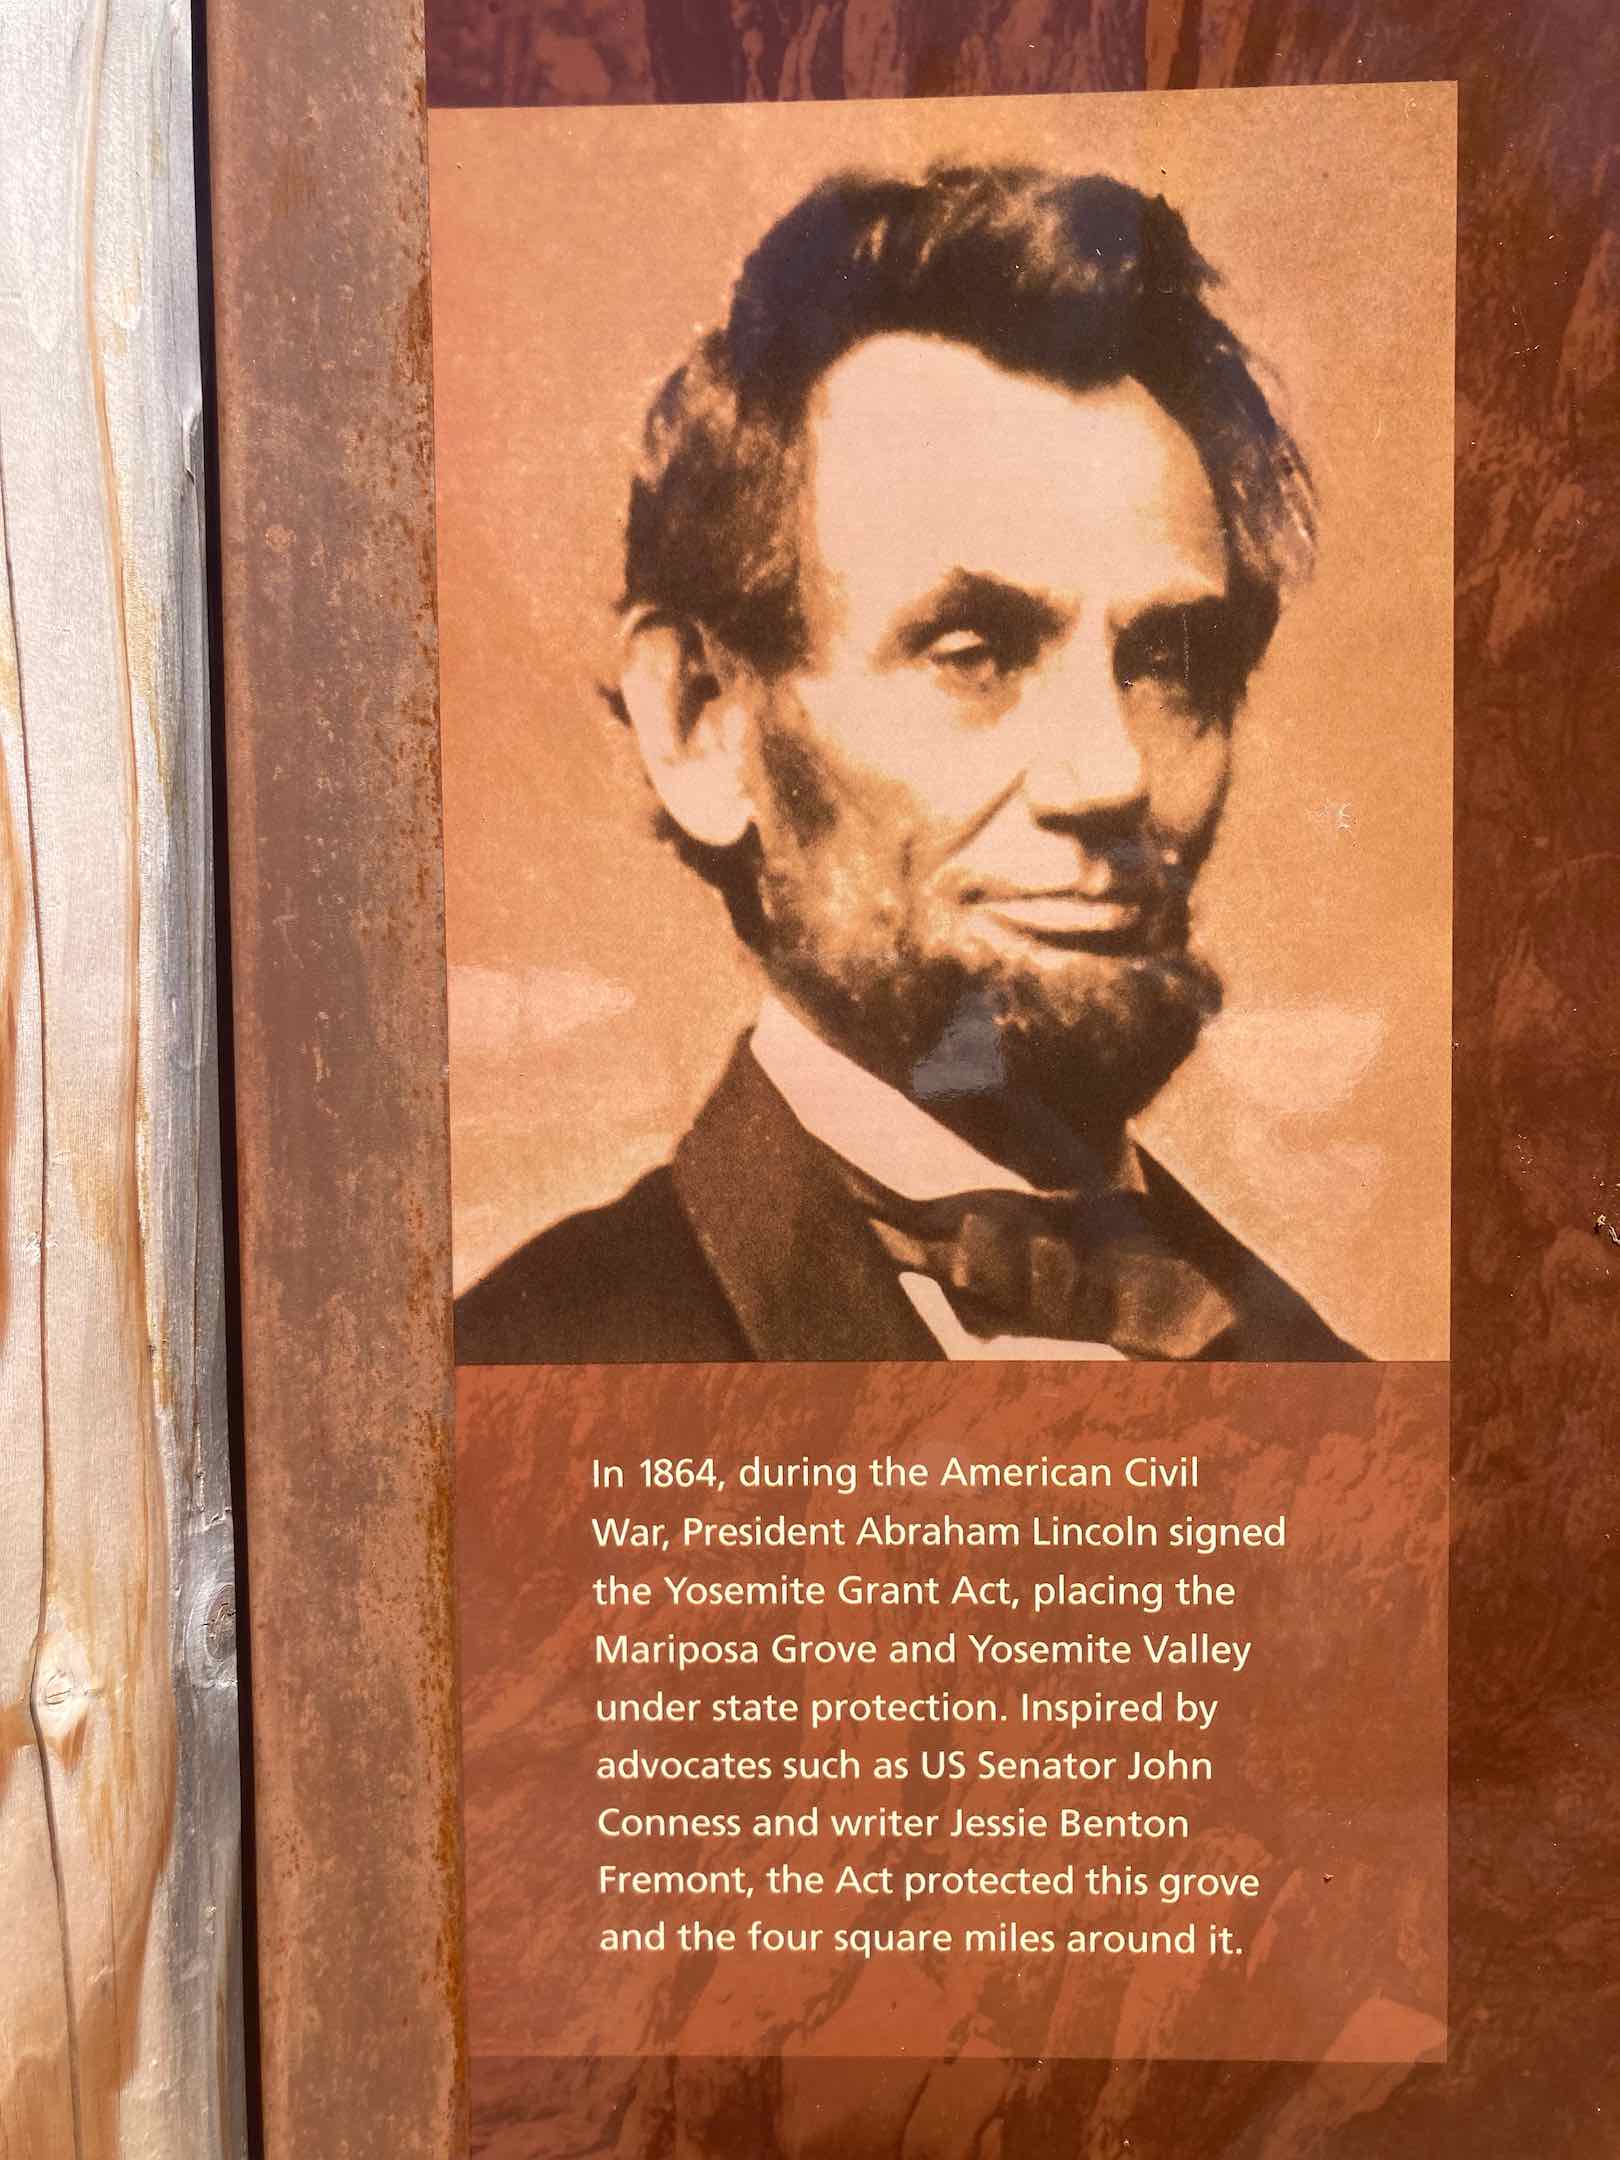 In 1864, during the American Civil
War, President Abraham Lincoln signed
the Yosemite Grant Act, placing the
Mariposa Grove and Yosemite Valley
under state protection. Inspired by
advocates such as US Senator John
Conness and writer Jessie Benton
Fremont, the Act protected this grove
and the four square miles around it.